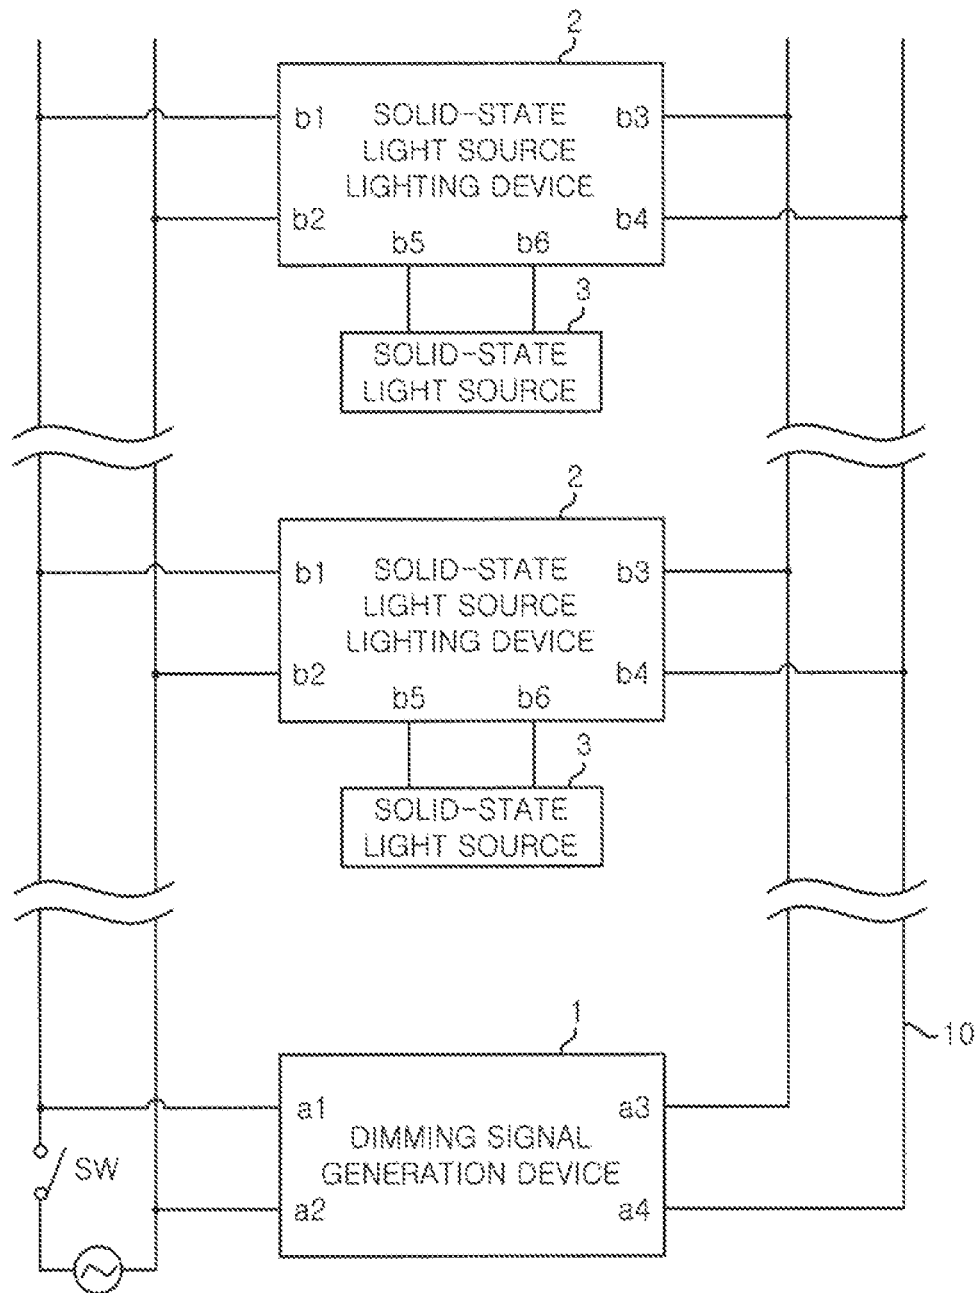 2
b1 SOLID-STATE b3
LIGHT SOURCE
LIGHTING DEVICE
b2 b4
b5 b6
3
SOLID-STATE
LIGHT SOURCE
2
b1 SOLID-STATE b3
LIGHT SOURCE
LIGHTING DEVICE
b2 b4
b5 b6
3
SOLID-STATE
LIGHT SOURCE
1
10
a1 a3
DIMMING SIGNAL
GENERATION DEVICE
SW
a2 a4